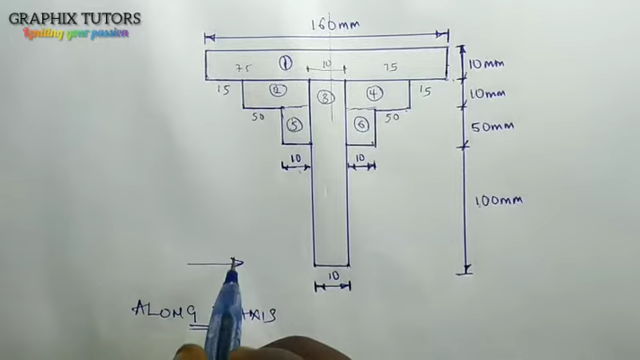 GRAPHIX TUTORS
Igniting your passion
160mm
75 ① 10 75
10mm
15 ② ③ ④ 15
10mm
50 ⑤ ⑥ 50
50mm
10 10
100mm
10
ALONG